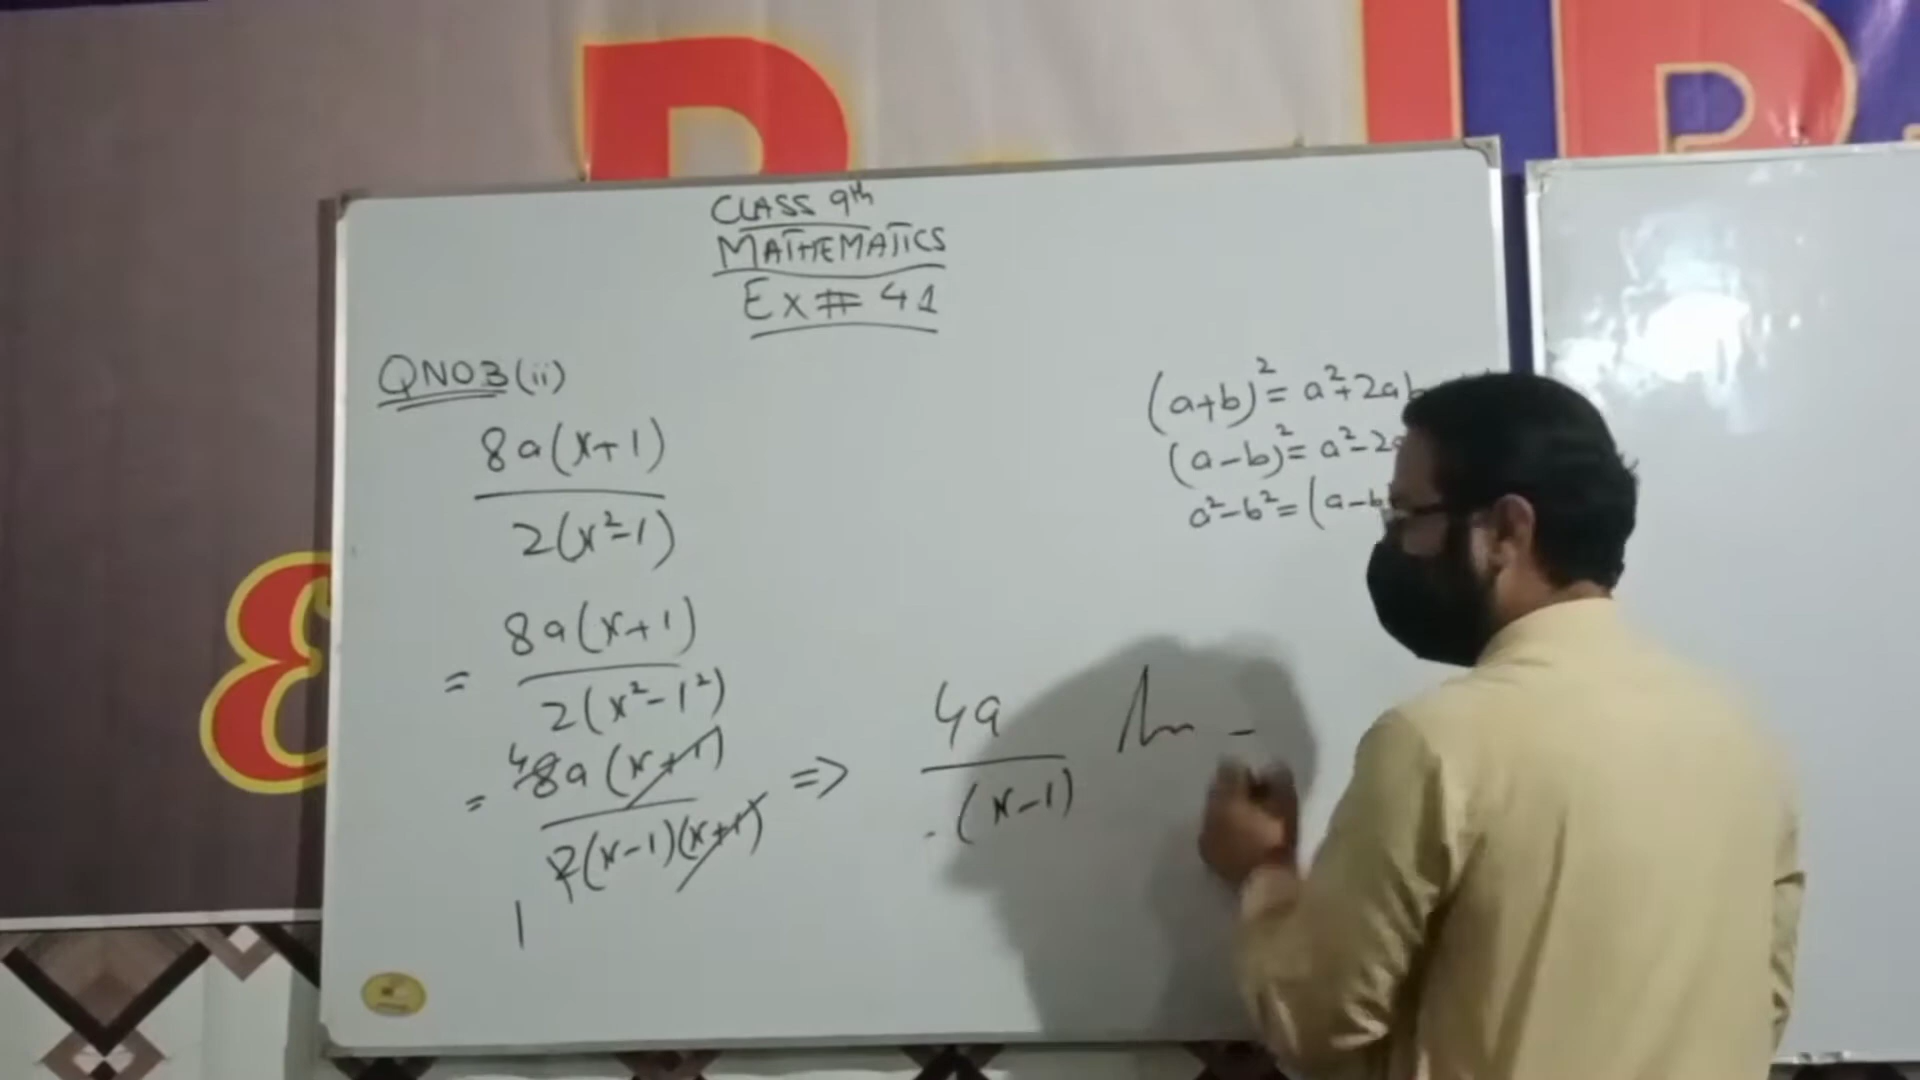 CLASS 9th
MATHEMATICS
Ex# 41
QNO3(ii)
8a(x+1)
2(x²-1)
= 8a(x+1)
2(x²-1²)
4
= 8a(x+1)
2(x-1)(x+1)
1
=> 4a
(x-1)
(a+b)² = a²+2ab
(a-b)² = a²-2a
a²-b² = (a-b